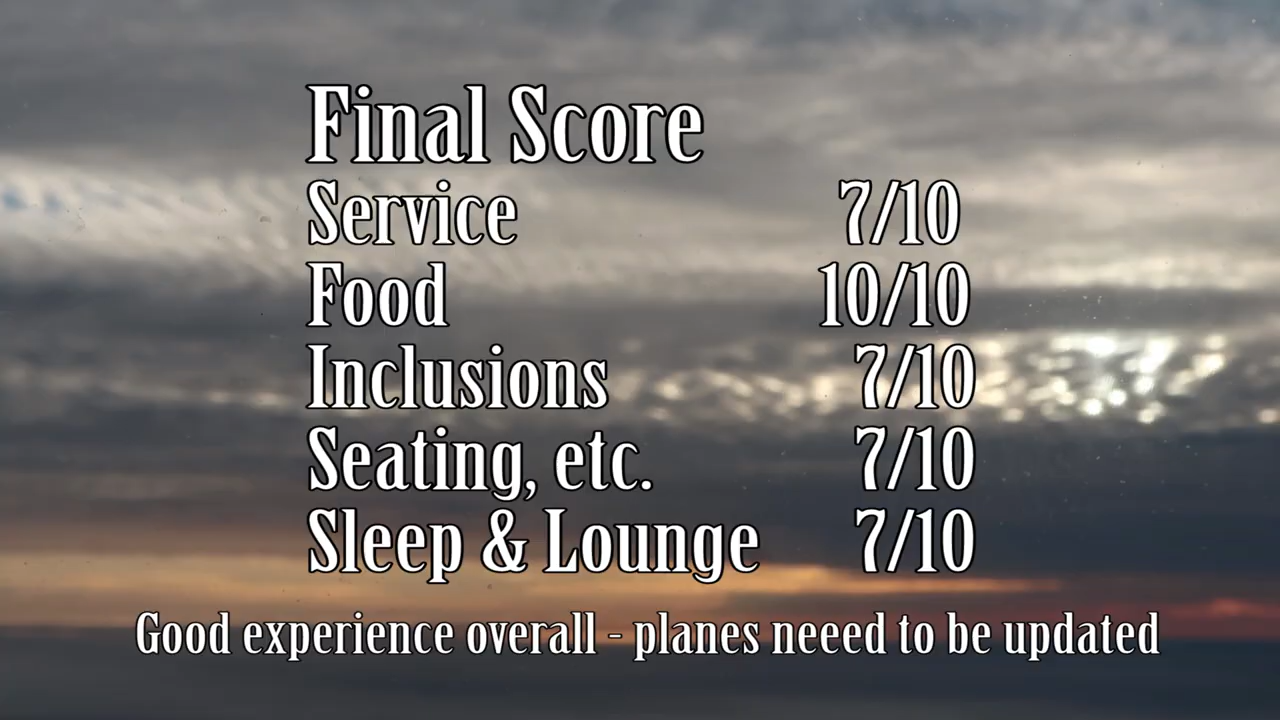 Final Score
Service 7/10
Food 10/10
Inclusions 7/10
Seating, etc. 7/10
Sleep & Lounge 7/10
Good experience overall - planes neeed to be updated